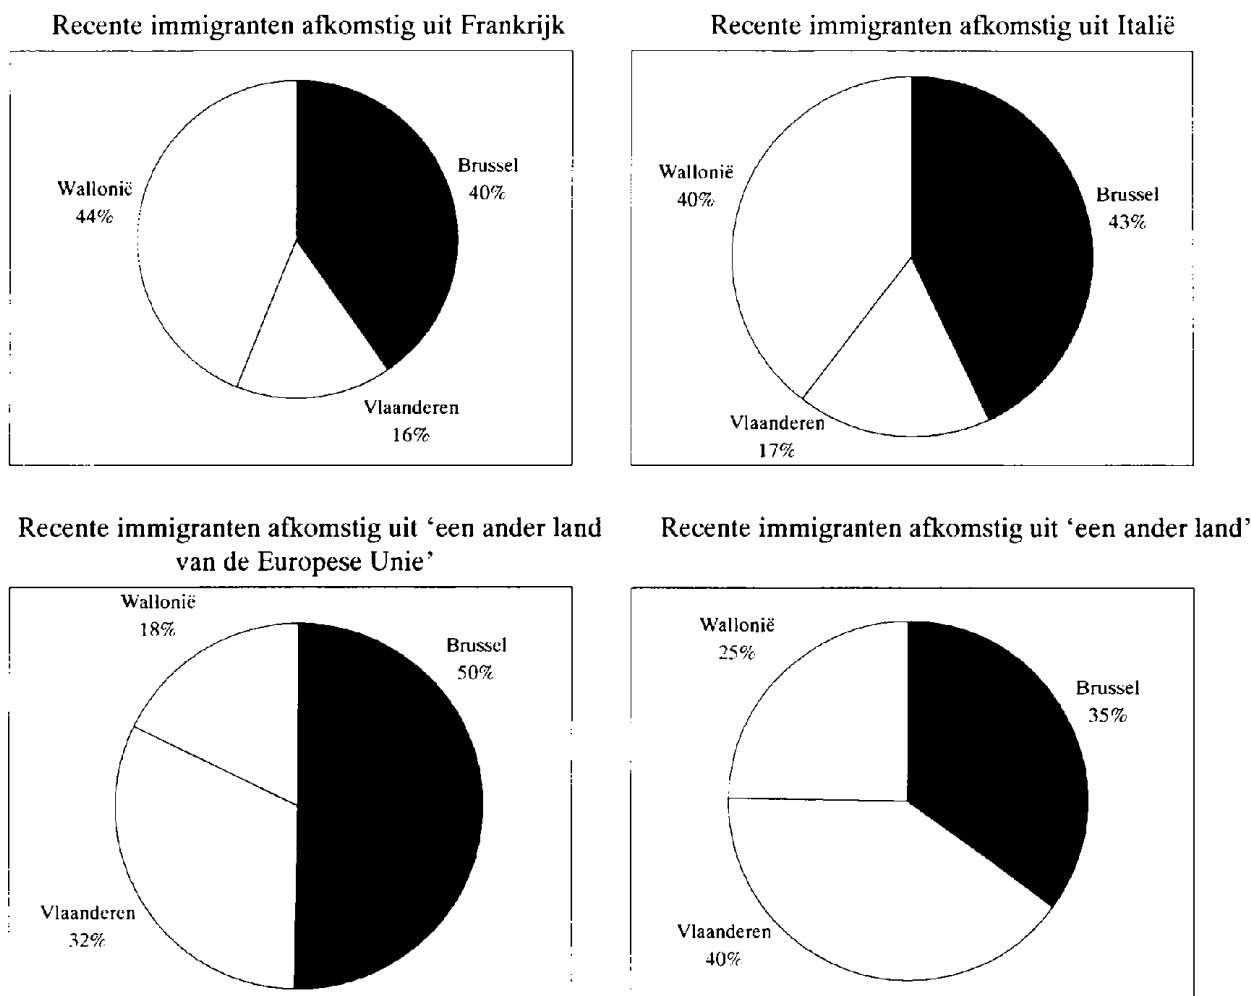 Recente immigranten afkomstig uit Frankrijk
Brussel
40%
Wallonië
44%
Vlaanderen
16%
Recente immigranten afkomstig uit Italië
Wallonië
40%
Brussel
43%
Vlaanderen
17%
Recente immigranten afkomstig uit ‘een ander land
van de Europese Unie’
Wallonië
18%
Brussel
50%
Vlaanderen
32%
Recente immigranten afkomstig uit ‘een ander land’
Wallonië
25%
Brussel
35%
Vlaanderen
40%